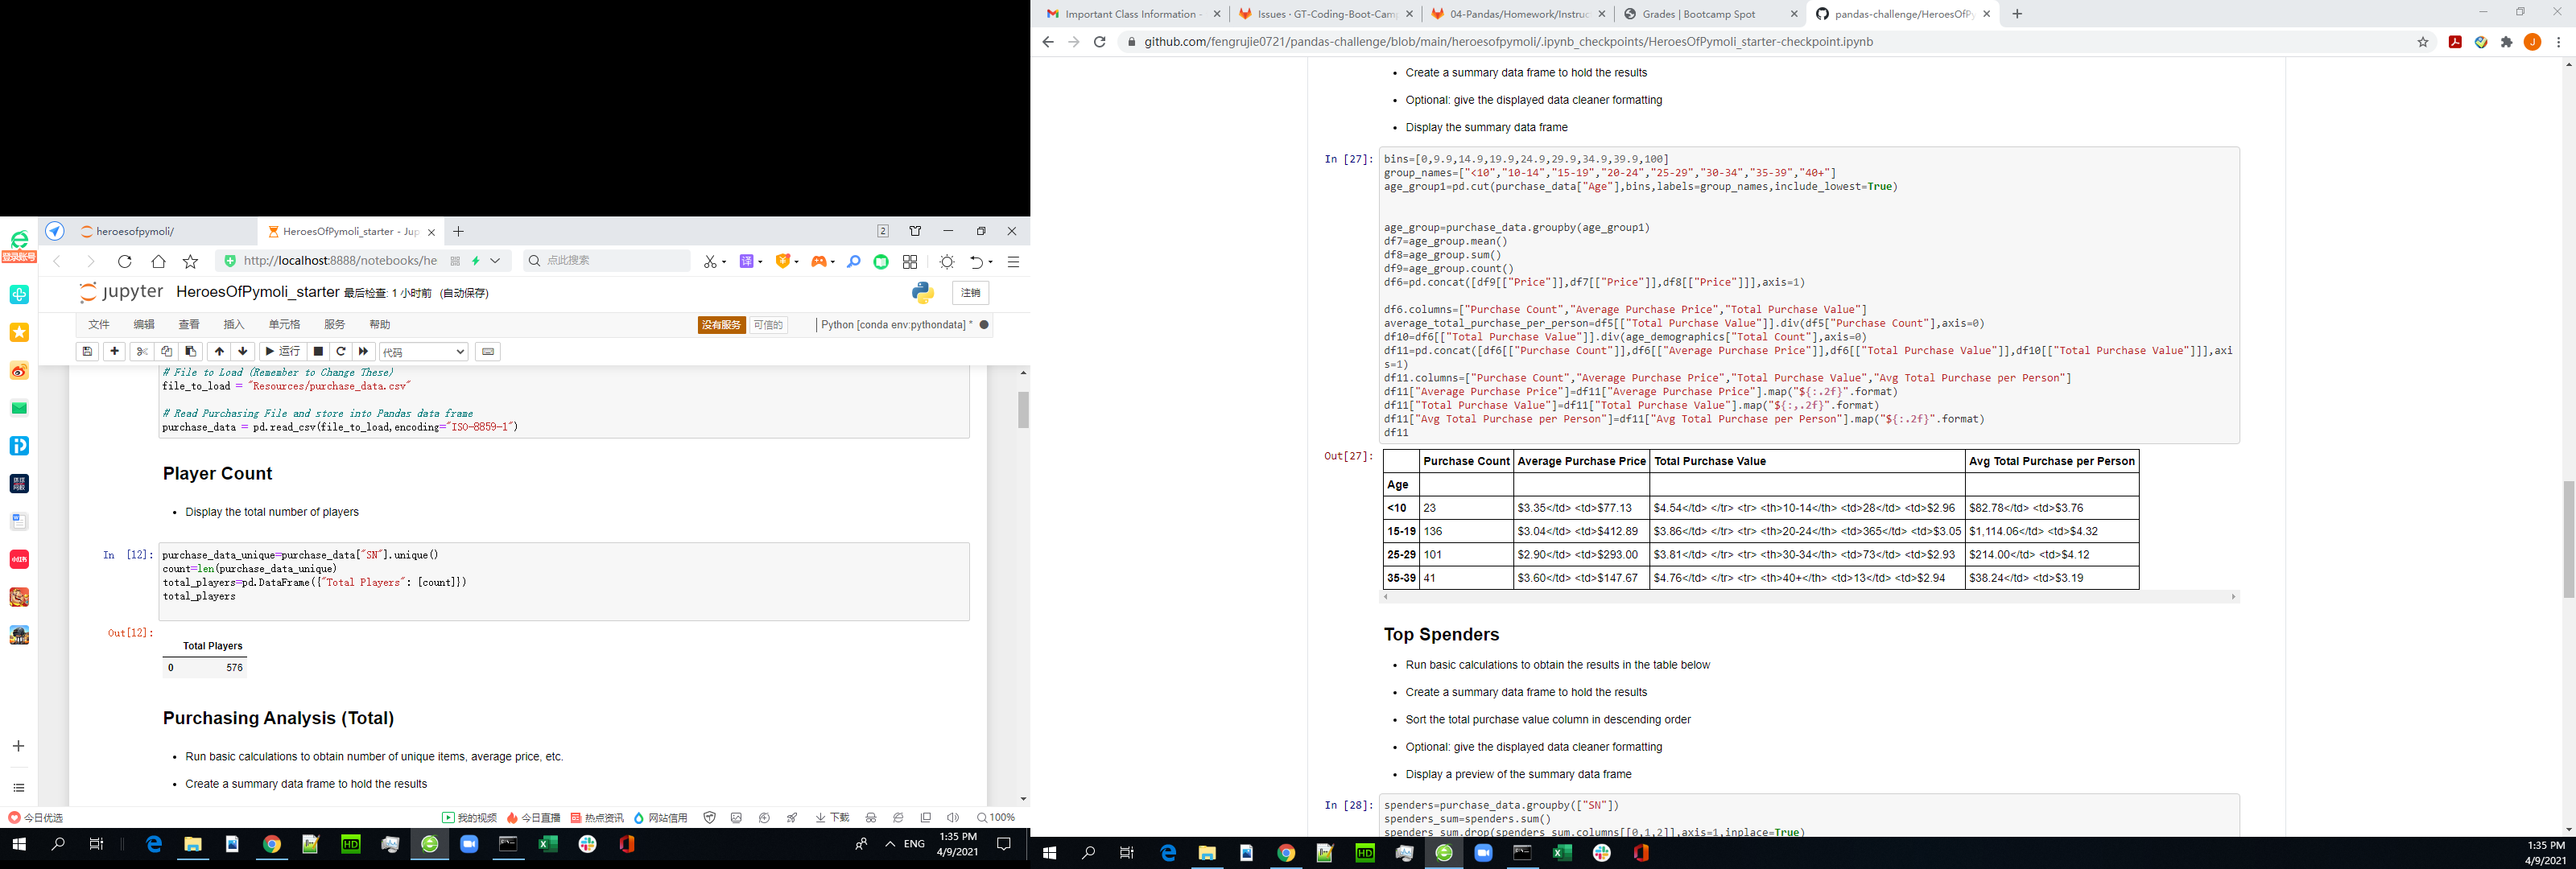 heroesofpymoli/
HeroesOfPymoli_starter - Jup
2
登录账号
http://localhost:8888/notebooks/he
点此搜索
译
jupyter HeroesOfPymoli_starter 最后检查: 1 小时前 (自动保存)
注销
文件 编辑 查看 插入 单元格 服务 帮助
没有服务 可信的 Python [conda env:pythondata] *
运行 代码
# File to Load (Remember to Change These)
file_to_load = "Resources/purchase_data.csv"
# Read Purchasing File and store into Pandas data frame
purchase_data = pd.read_csv(file_to_load,encoding="ISO-8859-1")
Player Count
Display the total number of players
In [12]:
purchase_data_unique=purchase_data["SN"].unique()
count=len(purchase_data_unique)
total_players=pd.DataFrame({"Total Players": [count]})
total_players
Out[12]:
Total Players
0 576
Purchasing Analysis (Total)
Run basic calculations to obtain number of unique items, average price, etc.
Create a summary data frame to hold the results
今日优选
我的视频 今日直播 热点资讯 网站信用 下载 100%
HD
ENG
1:35 PM
4/9/2021
Important Class Information -
Issues · GT-Coding-Boot-Cam
04-Pandas/Homework/Instruc
Grades | Bootcamp Spot
pandas-challenge/HeroesOfPy
github.com/fengrujie0721/pandas-challenge/blob/main/heroesofpymoli/.ipynb_checkpoints/HeroesOfPymoli_starter-checkpoint.ipynb
J
Create a summary data frame to hold the results
Optional: give the displayed data cleaner formatting
Display the summary data frame
In [27]:
bins=[0,9.9,14.9,19.9,24.9,29.9,34.9,39.9,100]
group_names=["<10","10-14","15-19","20-24","25-29","30-34","35-39","40+"]
age_group1=pd.cut(purchase_data["Age"],bins,labels=group_names,include_lowest=True)
age_group=purchase_data.groupby(age_group1)
df7=age_group.mean()
df8=age_group.sum()
df9=age_group.count()
df6=pd.concat([df9[["Price"]],df7[["Price"]],df8[["Price"]]],axis=1)
df6.columns=["Purchase Count","Average Purchase Price","Total Purchase Value"]
average_total_purchase_per_person=df5[["Total Purchase Value"]].div(df5["Purchase Count"],axis=0)
df10=df6[["Total Purchase Value"]].div(age_demographics["Total Count"],axis=0)
df11=pd.concat([df6[["Purchase Count"]],df6[["Average Purchase Price"]],df6[["Total Purchase Value"]],df10[["Total Purchase Value"]]],axi
s=1)
df11.columns=["Purchase Count","Average Purchase Price","Total Purchase Value","Avg Total Purchase per Person"]
df11["Average Purchase Price"]=df11["Average Purchase Price"].map("${:.2f}".format)
df11["Total Purchase Value"]=df11["Total Purchase Value"].map("${:,.2f}".format)
df11["Avg Total Purchase per Person"]=df11["Avg Total Purchase per Person"].map("${:.2f}".format)
df11
Out[27]:
Purchase Count Average Purchase Price Total Purchase Value Avg Total Purchase per Person
Age
<10 23 $3.35</td> <td>$77.13 $4.54</td> </tr> <tr> <th>10-14</th> <td>28</td> <td>$2.96 $82.78</td> <td>$3.76
15-19 136 $3.04</td> <td>$412.89 $3.86</td> </tr> <tr> <th>20-24</th> <td>365</td> <td>$3.05 $1,114.06</td> <td>$4.32
25-29 101 $2.90</td> <td>$293.00 $3.81</td> </tr> <tr> <th>30-34</th> <td>73</td> <td>$2.93 $214.00</td> <td>$4.12
35-39 41 $3.60</td> <td>$147.67 $4.76</td> </tr> <tr> <th>40+</th> <td>13</td> <td>$2.94 $38.24</td> <td>$3.19
Top Spenders
Run basic calculations to obtain the results in the table below
Create a summary data frame to hold the results
Sort the total purchase value column in descending order
Optional: give the displayed data cleaner formatting
Display a preview of the summary data frame
In [28]:
spenders=purchase_data.groupby(["SN"])
spenders_sum=spenders.sum()
spenders_sum.drop(spenders_sum.columns[[0,1,2]],axis=1,inplace=True)
HD
1:35 PM
4/9/2021